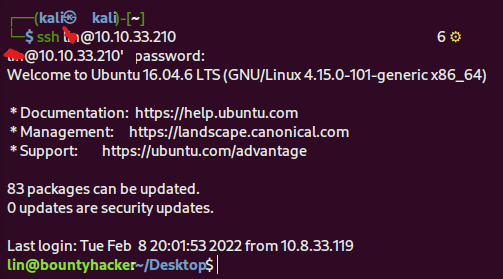 ┌──(kali㉿kali)-[~]
└─$ ssh lin@10.10.33.210 6 ⚙
lin@10.10.33.210' password:
Welcome to Ubuntu 16.04.6 LTS (GNU/Linux 4.15.0-101-generic x86_64)
* Documentation: https://help.ubuntu.com
* Management: https://landscape.canonical.com
* Support: https://ubuntu.com/advantage
83 packages can be updated.
0 updates are security updates.
Last login: Tue Feb 8 20:01:53 2022 from 10.8.33.119
lin@bountyhacker:~/Desktop$